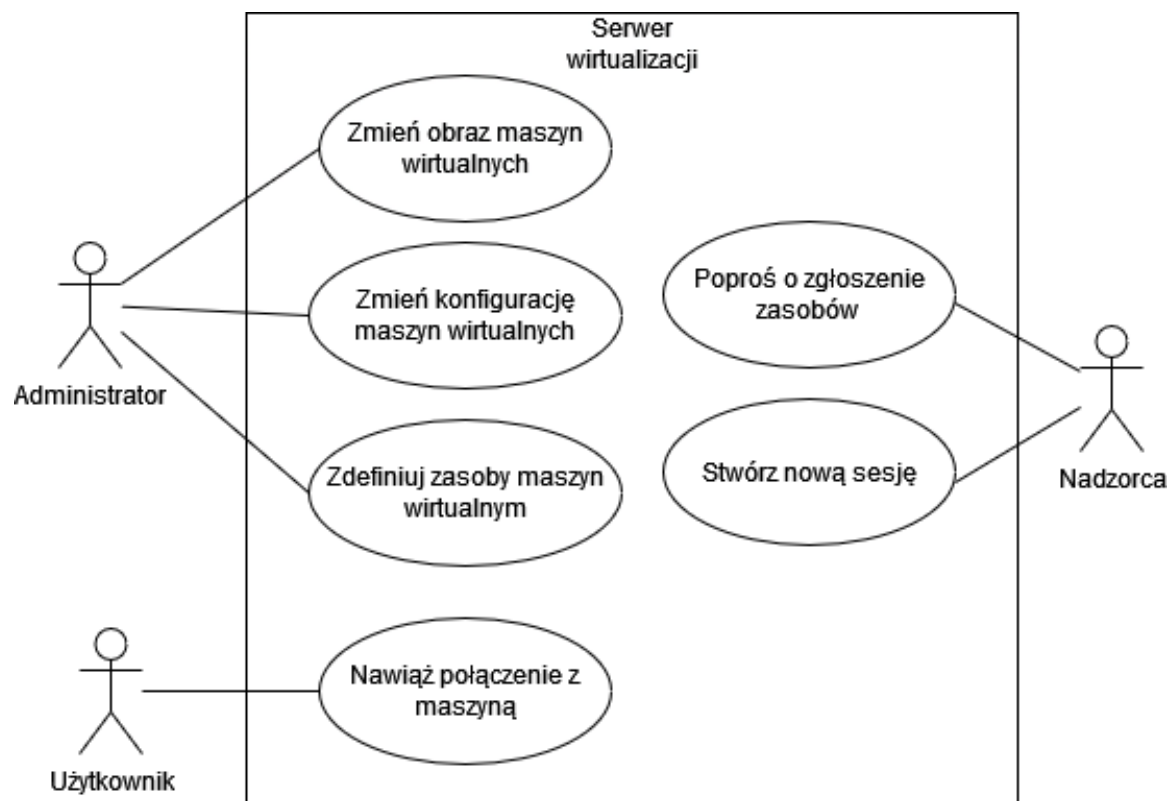 Serwer
wirtualizacji
Zmień obraz maszyn
wirtualnych
Zmień konfigurację
maszyn wirtualnych
Zdefiniuj zasoby maszyn
wirtualnym
Nawiąż połączenie z
maszyną
Poproś o zgłoszenie
zasobów
Stwórz nową sesję
Administrator
Użytkownik
Nadzorca